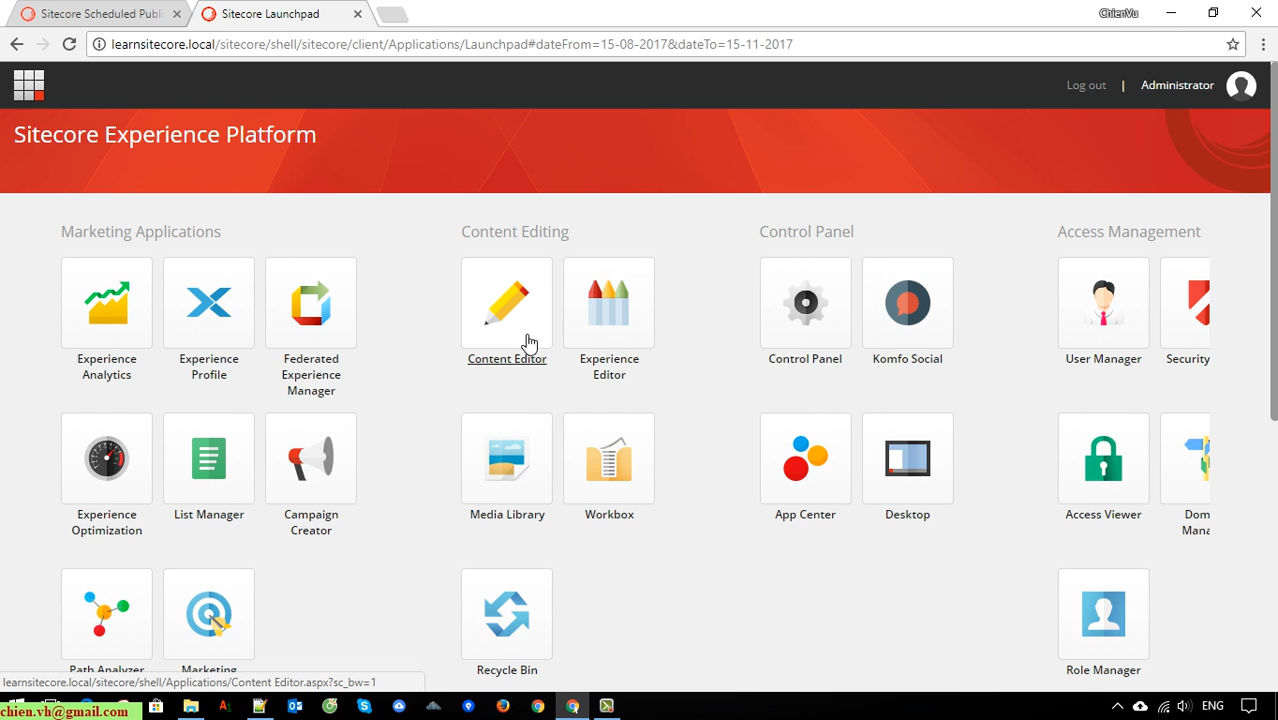 Sitecore Scheduled Publ
Sitecore Launchpad
ChienVu
learnsitecore.local/sitecore/shell/sitecore/client/Applications/Launchpad#dateFrom=15-08-2017&dateTo=15-11-2017
Log out | Administrator
Sitecore Experience Platform
Marketing Applications
Content Editing
Control Panel
Access Management
Experience
Analytics
Experience
Profile
Federated
Experience
Manager
Content Editor
Experience
Editor
Control Panel
Komfo Social
User Manager
Security
Experience
Optimization
List Manager
Campaign
Creator
Media Library
Workbox
App Center
Desktop
Access Viewer
Dom
Mana
Path Analyzer
Marketing
Recycle Bin
Role Manager
learnsitecore.local/sitecore/shell/Applications/Content Editor.aspx?sc_bw=1
chien.vh@gmail.com
ENG